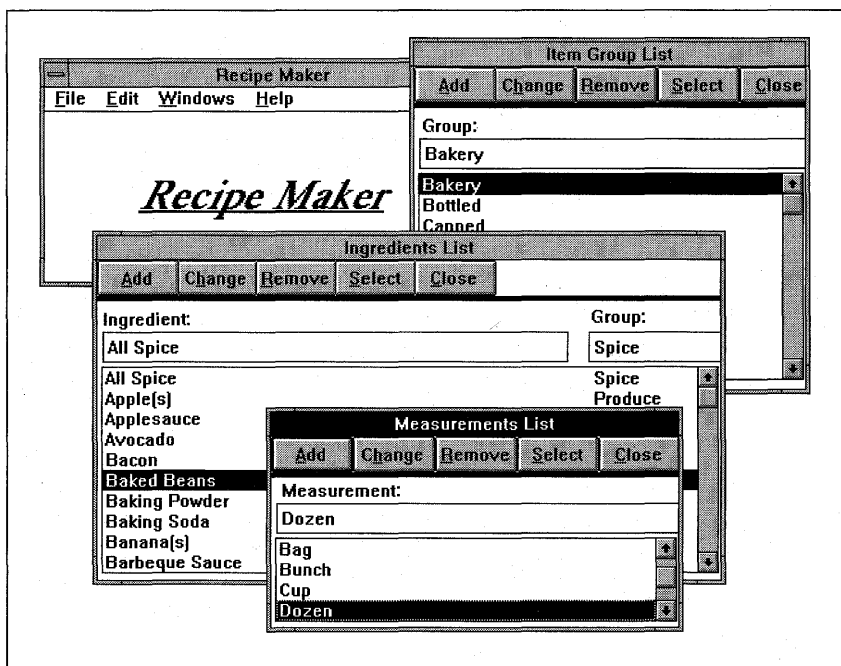 Recipe Maker
File Edit Windows Help
Recipe Maker
Item Group List
Add Change Remove Select Close
Group:
Bakery
Bakery
Bottled
Canned
Ingredients List
Add Change Remove Select Close
Ingredient: Group:
All Spice Spice
All Spice Spice
Apple(s) Produce
Applesauce
Avocado
Bacon
Baked Beans
Baking Powder
Baking Soda
Banana(s)
Barbeque Sauce
Measurements List
Add Change Remove Select Close
Measurement:
Dozen
Bag
Bunch
Cup
Dozen